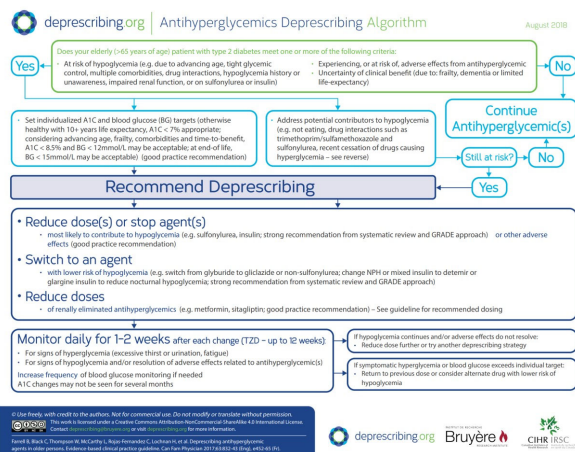 deprescribing.org | Antihyperglycemics Deprescribing Algorithm
August 2018
Does your elderly (>65 years of age) patient with type 2 diabetes meet one or more of the following criteria:
Yes
No
• At risk of hypoglycemia (e.g. due to advancing age, tight glycemic
control, multiple comorbidities, drug interactions, hypoglycemia history or
unawareness, impaired renal function, or on sulfonylurea or insulin)
• Experiencing, or at risk of, adverse effects from antihyperglycemic
• Uncertainty of clinical benefit (due to: frailty, dementia or limited
life-expectancy)
• Set individualized A1C and blood glucose (BG) targets (otherwise
healthy with 10+ years life expectancy, A1C < 7% appropriate;
considering advancing age, frailty, comorbidities and time-to-benefit,
A1C < 8.5% and BG < 12mmol/L may be acceptable; at end of life,
BG < 15mmol/L may be acceptable) (good practice recommendation)
• Address potential contributors to hypoglycemia
(e.g. not eating, drug interactions such as
trimethoprim/sulfamethoxazole and
sulfonylurea, recent cessation of drugs causing
hyperglycemia – see reverse)
Continue
Antihyperglycemic(s)
Still at risk?
No
Yes
Recommend Deprescribing
• Reduce dose(s) or stop agent(s)
• most likely to contribute to hypoglycemia (e.g. sulfonylurea, insulin; strong recommendation from systematic review and GRADE approach) or other adverse
effects (good practice recommendation)
• Switch to an agent
• with lower risk of hypoglycemia (e.g. switch from glyburide to gliclazide or non-sulfonylurea; change NPH or mixed insulin to detemir or
glargine insulin to reduce nocturnal hypoglycemia; strong recommendation from systematic review and GRADE approach)
• Reduce doses
• of renally eliminated antihyperglycemics (e.g. metformin, sitagliptin; good practice recommendation) – See guideline for recommended dosing
Monitor daily for 1-2 weeks after each change (TZD – up to 12 weeks):
• For signs of hyperglycemia (excessive thirst or urination, fatigue)
• For signs of hypoglycemia and/or resolution of adverse effects related to antihyperglycemic(s)
Increase frequency of blood glucose monitoring if needed
A1C changes may not be seen for several months
If hypoglycemia continues and/or adverse effects do not resolve:
• Reduce dose further or try another deprescribing strategy
If symptomatic hyperglycemia or blood glucose exceeds individual target:
• Return to previous dose or consider alternate drug with lower risk of
hypoglycemia
© Use freely, with credit to the authors. Not for commercial use. Do not modify or translate without permission.
This work is licensed under a Creative Commons Attribution-NonCommercial-ShareAlike 4.0 International License.
Contact deprescribing@bruyere.org or visit deprescribing.org for more information.
Farrell B, Black C, Thompson W, McCarthy L, Rojas-Fernandez C, Lochnan H, et al. Deprescribing antihyperglycemic
agents in older persons. Evidence-based clinical practice guideline. Can Fam Physician 2017;63:832-43 (Eng), e452-65 (Fr).
deprescribing.org
Bruyère
CIHR IRSC